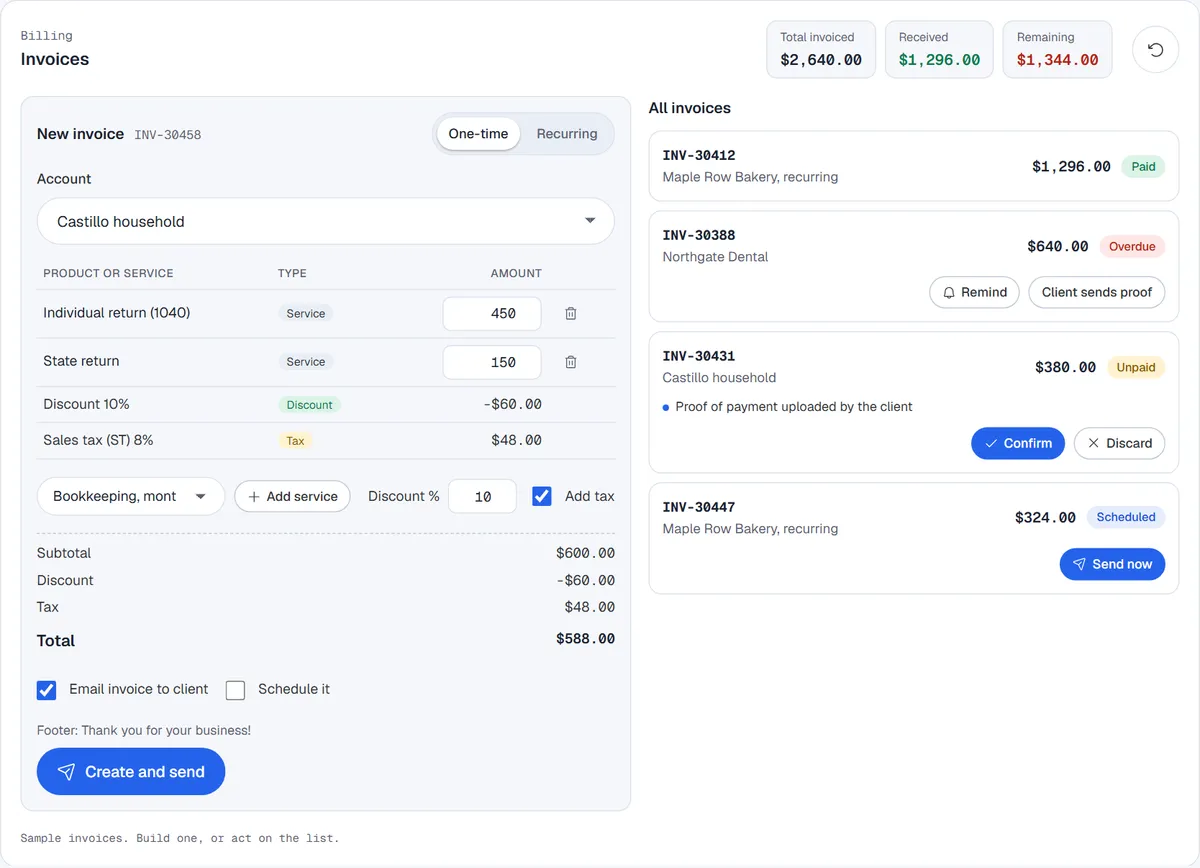 Billing
Invoices
Total invoiced
$2,640.00
Received
$1,296.00
Remaining
$1,344.00
New invoice INV-30458
One-time Recurring
Account
Castillo household
PRODUCT OR SERVICE TYPE AMOUNT
Individual return (1040) Service 450
State return Service 150
Discount 10% Discount -$60.00
Sales tax (ST) 8% Tax $48.00
Bookkeeping, mont Add service Discount % 10 Add tax
Subtotal $600.00
Discount -$60.00
Tax $48.00
Total $588.00
Email invoice to client Schedule it
Footer: Thank you for your business!
Create and send
All invoices
INV-30412
Maple Row Bakery, recurring
$1,296.00 Paid
INV-30388
Northgate Dental
$640.00 Overdue
Remind Client sends proof
INV-30431
Castillo household
$380.00 Unpaid
Proof of payment uploaded by the client
Confirm Discard
INV-30447
Maple Row Bakery, recurring
$324.00 Scheduled
Send now
Sample invoices. Build one, or act on the list.